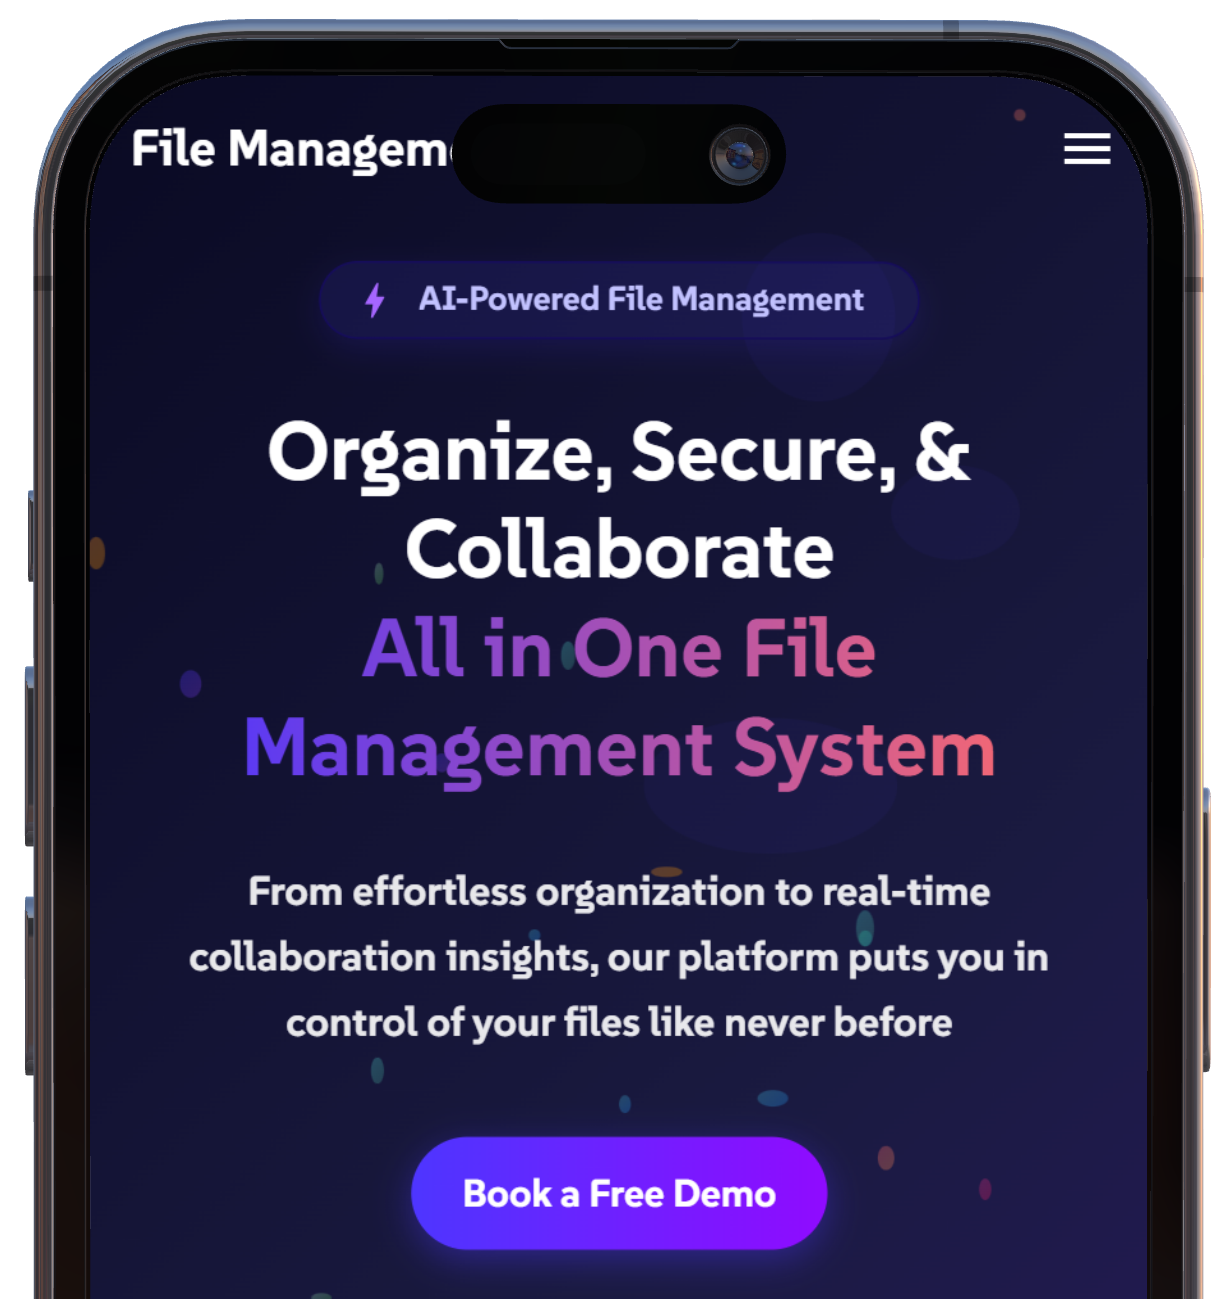 File Managem
AI-Powered File Management
Organize, Secure, &
Collaborate
All in One File
Management System
From effortless organization to real-time
collaboration insights, our platform puts you in
control of your files like never before
Book a Free Demo